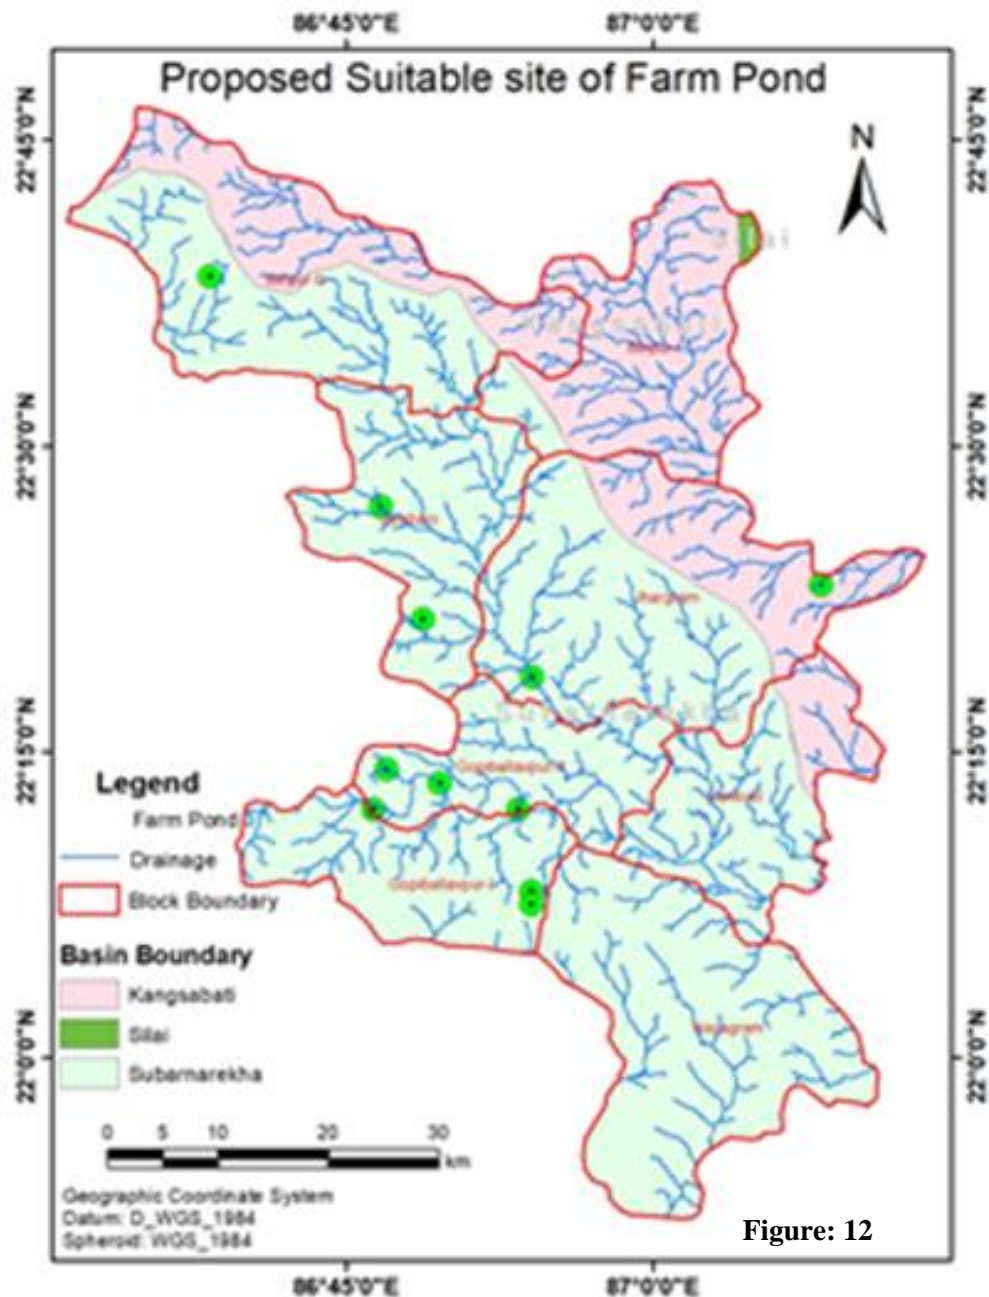 86°45'0"E 87°0'0"E
Proposed Suitable site of Farm Pond
22°45'0"N 22°45'0"N
N
22°30'0"N 22°30'0"N
Jhargram
Subarnarekha
22°15'0"N 22°15'0"N
Gopiballavpur-I
Nayagram
22°0'0"N 22°0'0"N
Legend
Farm Pond
Drainage
Block Boundary
Basin Boundary
Kangsabati
Silai
Subarnarekha
0 5 10 20 30
km
Geographic Coordinate System
Datum: D_WGS_1984
Spheroid: WGS_1984
Figure: 12
86°45'0"E 87°0'0"E